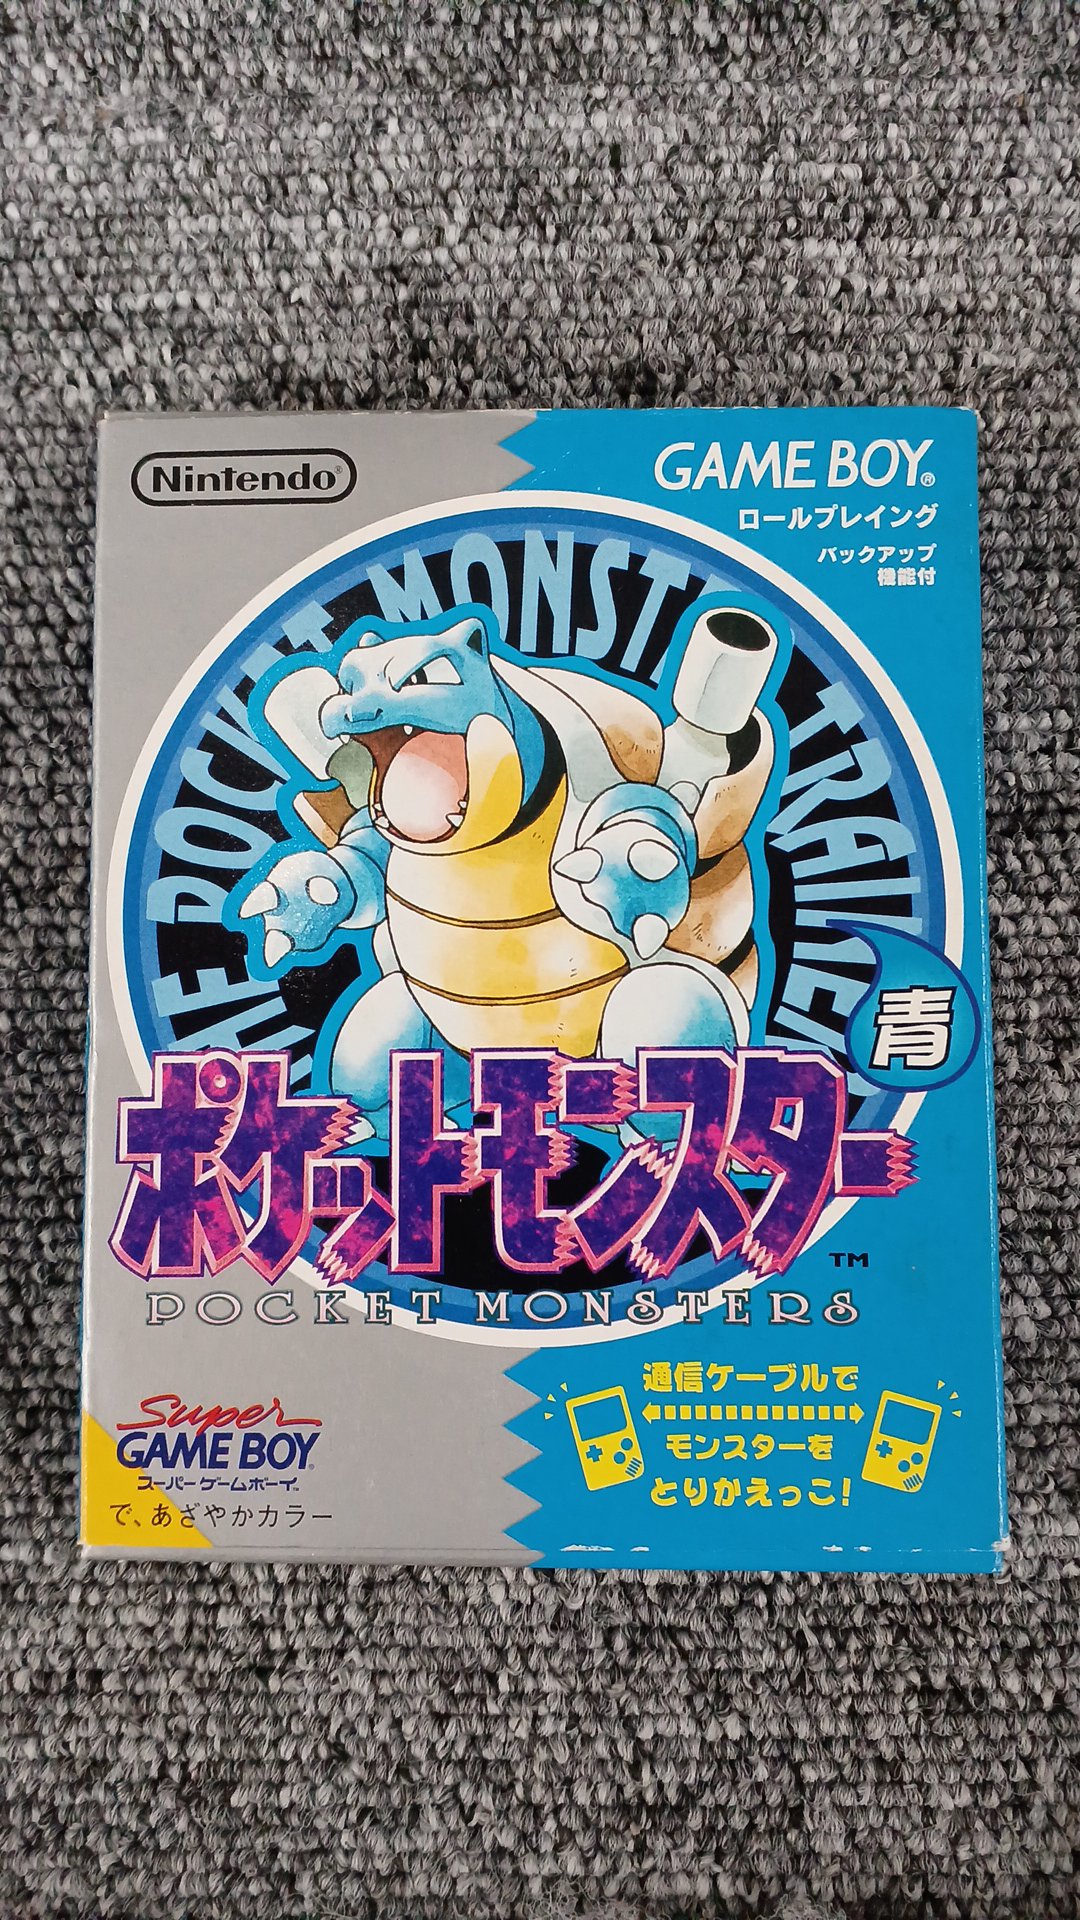 Nintendo®
GAME BOY®
ロールプレイング
バックアップ
機能付
POCKET MONST
TRAINER
青
ポケットモンスター
TM
POCKET MONSTERS
通信ケーブルで
モンスターを
とりかえっこ!
Super
GAME BOY
スーパーゲームボーイ
で、あざやかカラー